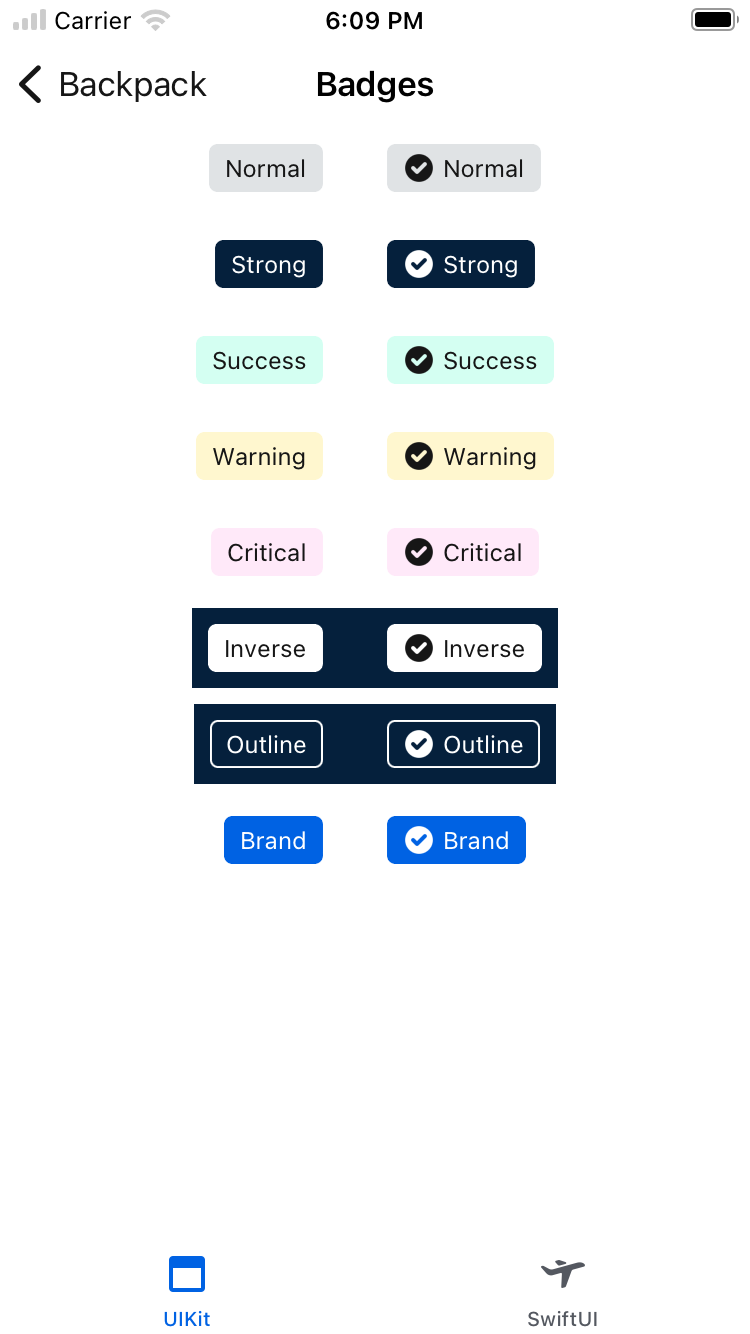 Carrier 6:09 PM
Backpack Badges
Normal Normal
Strong Strong
Success Success
Warning Warning
Critical Critical
Inverse Inverse
Outline Outline
Brand Brand
UIKit SwiftUI